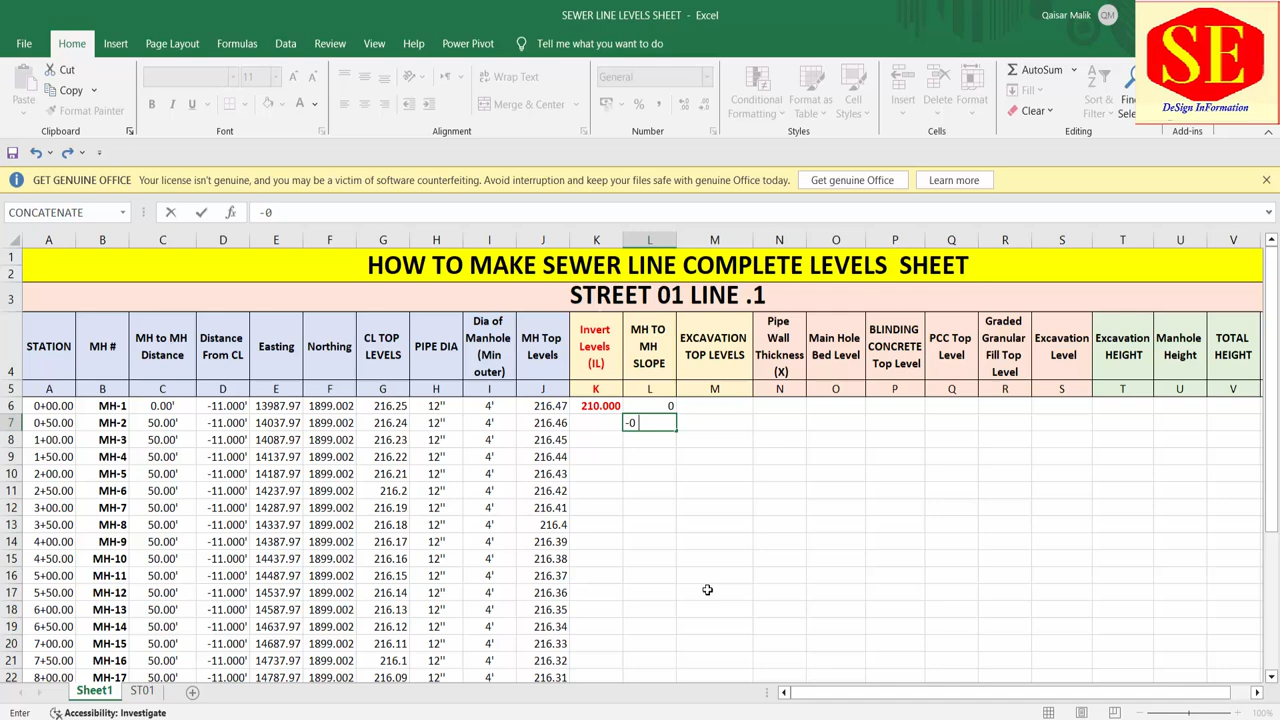 SEWER LINE LEVELS SHEET - Excel
Qaisar Malik QM
SE
DeSign InFormation
File Home Insert Page Layout Formulas Data Review View Help Power Pivot Tell me what you want to do
Cut
Copy
Format Painter
Paste
Clipboard
11
Font
Wrap Text
Merge & Center
Alignment
General
Number
Conditional Formatting
Format as Table
Cell Styles
Styles
Insert Delete Format
Cells
AutoSum
Fill
Clear
Sort &
Editing
Add-ins
GET GENUINE OFFICE Your license isn't genuine, and you may be a victim of software counterfeiting. Avoid interruption and keep your files safe with genuine Office today. Get genuine Office Learn more
CONCATENATE fx -0
A B C D E F G H I J K L M N O P Q R S T U V
1 2 HOW TO MAKE SEWER LINE COMPLETE LEVELS SHEET
3 STREET 01 LINE .1
4 STATION MH # MH to MH Distance Distance From CL Easting Northing CL TOP LEVELS PIPE DIA Dia of Manhole (Min outer) MH Top Levels Invert Levels (IL) MH TO MH SLOPE EXCAVATION TOP LEVELS Pipe Wall Thickness (X) Main Hole Bed Level BLINDING CONCRETE Top Level PCC Top Level Graded Granular Fill Top Level Excavation Level Excavation HEIGHT Manhole Height TOTAL HEIGHT
5 A B C D E F G H I J K L M N O P Q R S T U V
6 0+00.00 MH-1 0.00' -11.000' 13987.97 1899.002 216.25 12" 4' 216.47 210.000 0
7 0+50.00 MH-2 50.00' -11.000' 14037.97 1899.002 216.24 12" 4' 216.46 -0
8 1+00.00 MH-3 50.00' -11.000' 14087.97 1899.002 216.23 12" 4' 216.45
9 1+50.00 MH-4 50.00' -11.000' 14137.97 1899.002 216.22 12" 4' 216.44
10 2+00.00 MH-5 50.00' -11.000' 14187.97 1899.002 216.21 12" 4' 216.43
11 2+50.00 MH-6 50.00' -11.000' 14237.97 1899.002 216.2 12" 4' 216.42
12 3+00.00 MH-7 50.00' -11.000' 14287.97 1899.002 216.19 12" 4' 216.41
13 3+50.00 MH-8 50.00' -11.000' 14337.97 1899.002 216.18 12" 4' 216.4
14 4+00.00 MH-9 50.00' -11.000' 14387.97 1899.002 216.17 12" 4' 216.39
15 4+50.00 MH-10 50.00' -11.000' 14437.97 1899.002 216.16 12" 4' 216.38
16 5+00.00 MH-11 50.00' -11.000' 14487.97 1899.002 216.15 12" 4' 216.37
17 5+50.00 MH-12 50.00' -11.000' 14537.97 1899.002 216.14 12" 4' 216.36
18 6+00.00 MH-13 50.00' -11.000' 14587.97 1899.002 216.13 12" 4' 216.35
19 6+50.00 MH-14 50.00' -11.000' 14637.97 1899.002 216.12 12" 4' 216.34
20 7+00.00 MH-15 50.00' -11.000' 14687.97 1899.002 216.11 12" 4' 216.33
21 7+50.00 MH-16 50.00' -11.000' 14737.97 1899.002 216.1 12" 4' 216.32
22 8+00.00 MH-17 50.00' -11.000' 14787.97 1899.002 216.09 12" 4' 216.31
Sheet1 ST01
Enter Accessibility: Investigate 100%